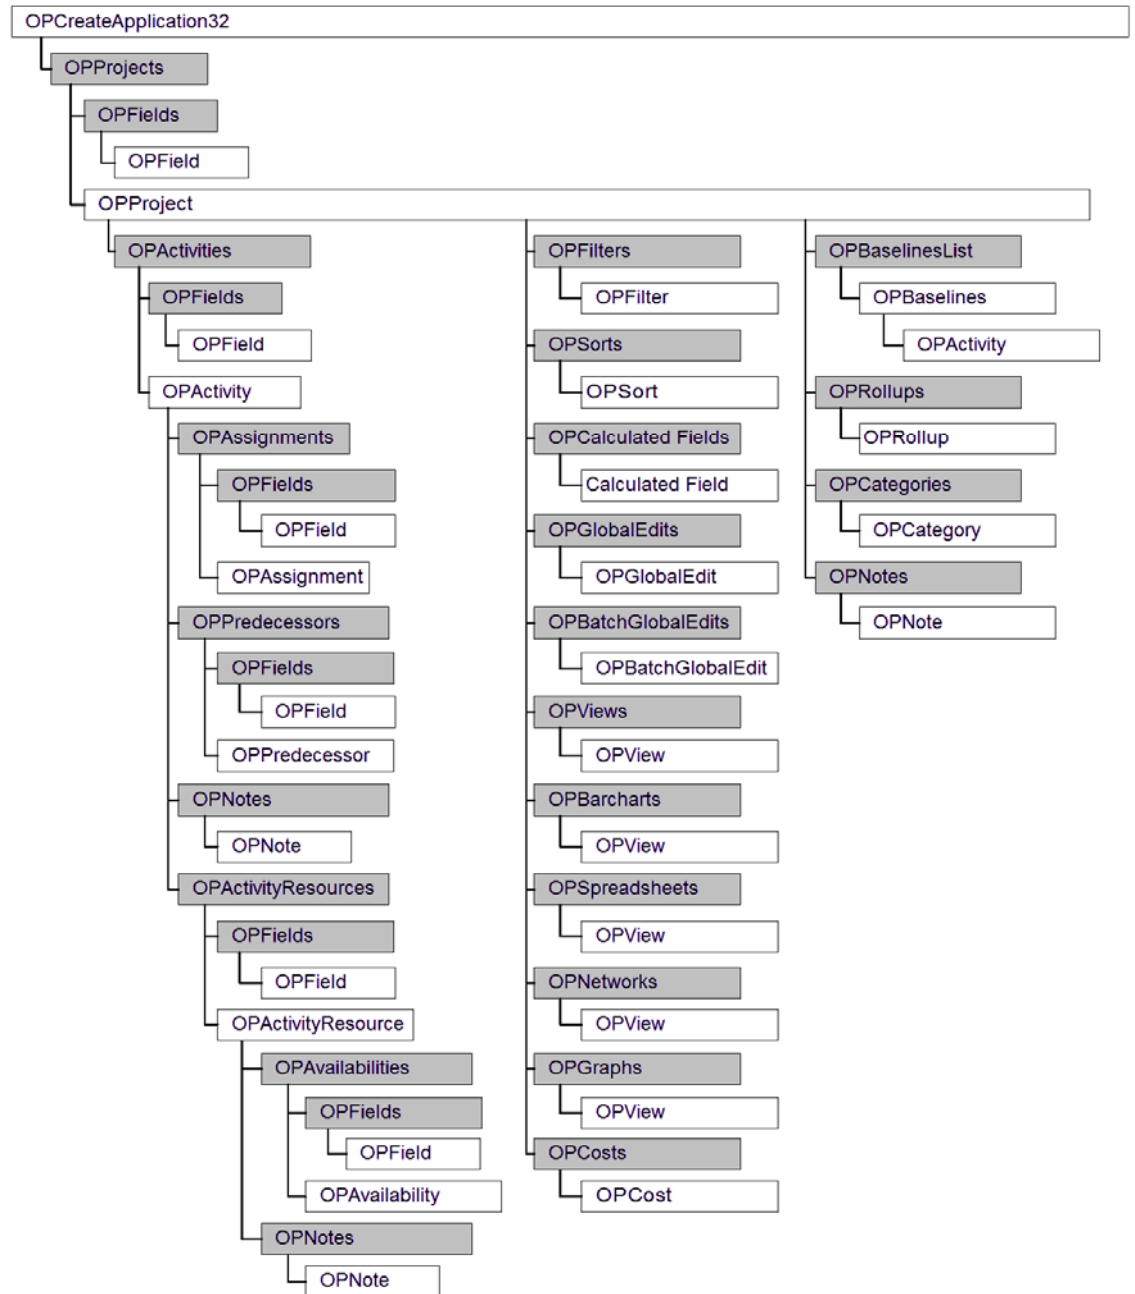 OPCreateApplication32
OPProjects
OPFields
OPField
OPProject
OPActivities
OPFields
OPField
OPActivity
OPAssignments
OPFields
OPField
OPAssignment
OPPredecessors
OPFields
OPField
OPPredecessor
OPNotes
OPNote
OPActivityResources
OPFields
OPField
OPActivityResource
OPAvailabilities
OPFields
OPField
OPAvailability
OPNotes
OPNote
OPFilters
OPFilter
OPSorts
OPSort
OPCalculated Fields
Calculated Field
OPGlobalEdits
OPGlobalEdit
OPBatchGlobalEdits
OPBatchGlobalEdit
OPViews
OPView
OPBarcharts
OPView
OPSpreadsheets
OPView
OPNetworks
OPView
OPGraphs
OPView
OPCosts
OPCost
OPBaselinesList
OPBaselines
OPActivity
OPRollups
OPRollup
OPCategories
OPCategory
OPNotes
OPNote